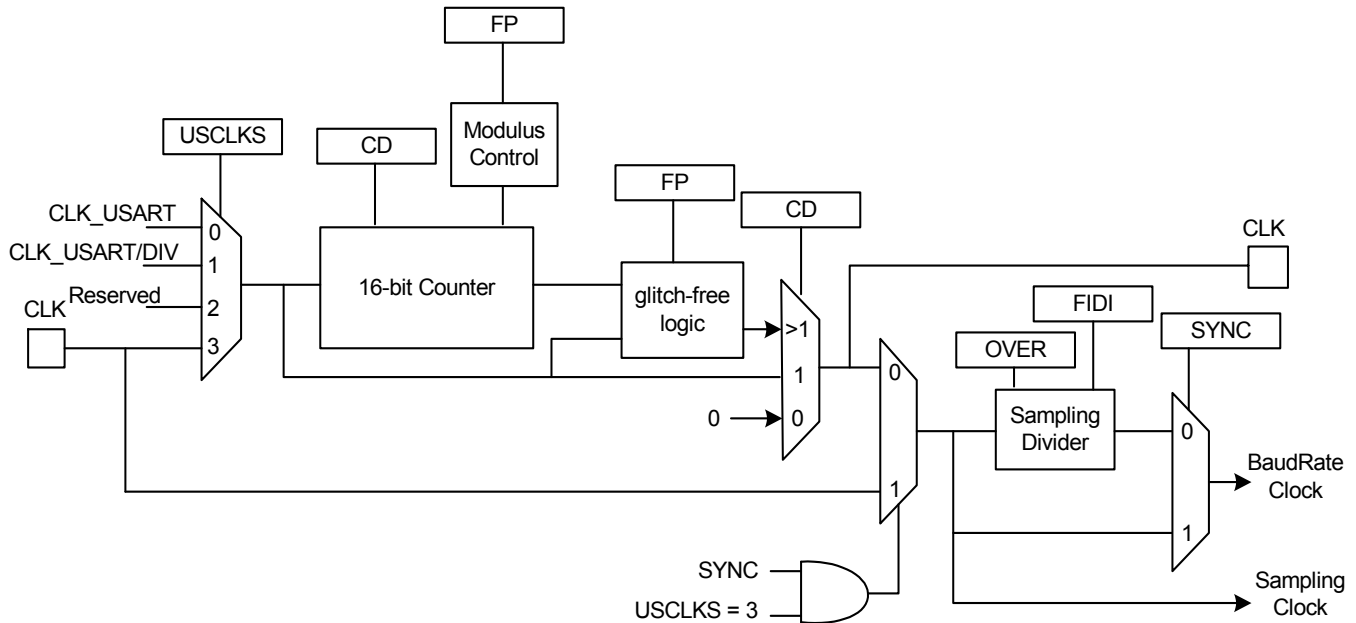 FP
Modulus
Control
USCLKS
CD
FP
CD
CLK_USART
CLK_USART/DIV
Reserved
CLK
0
1
2
3
16-bit Counter
glitch-free
logic
>1
1
0
0
CLK
FIDI
OVER
SYNC
0
1
Sampling
Divider
0
1
BaudRate
Clock
SYNC
USCLKS = 3
Sampling
Clock